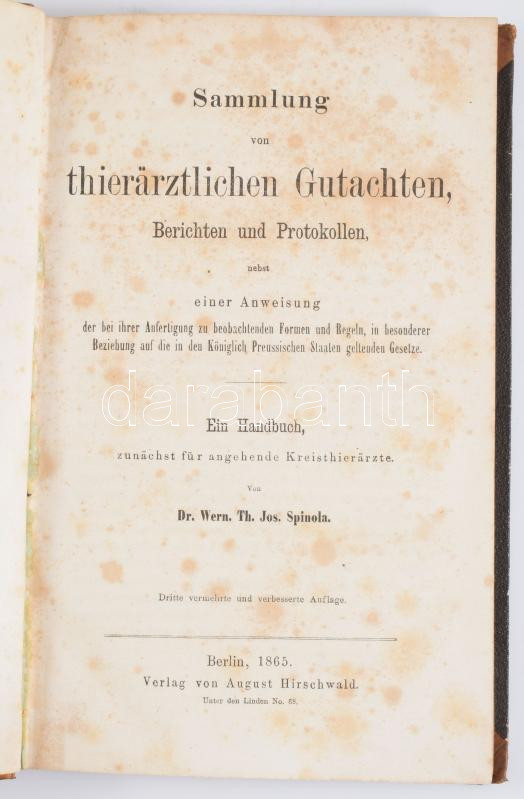 Sammlung
von
thierärztlichen Gutachten,
Berichten und Protokollen,
nebst
einer Anweisung
der bei ihrer Anfertigung zu beobachtenden Formen und Regeln, in besonderer
Beziehung auf die in den Königlich Preussischen Staaten geltenden Gesetze.
darabanth
Ein Handbuch,
zunächst für angehende Kreisthierärzte.
Von
Dr. Wern. Th. Jos. Spinola.
Dritte vermehrte und verbesserte Auflage.
Berlin, 1865.
Verlag von August Hirschwald.
Unter den Linden No. 68.